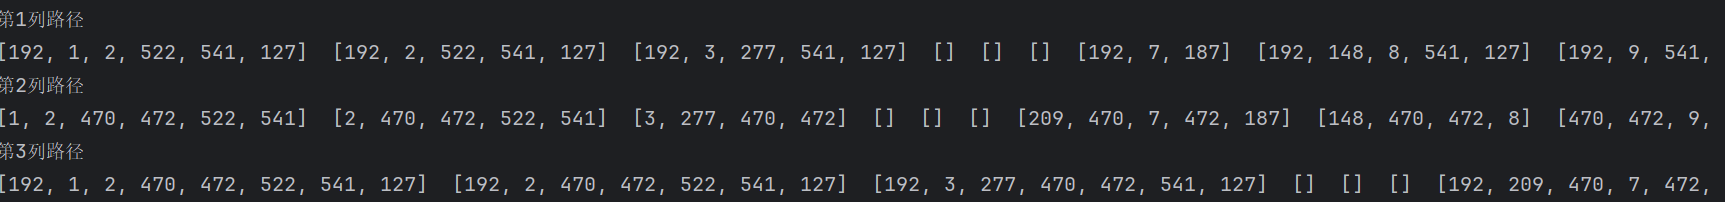 第1列路径
[192, 1, 2, 522, 541, 127]  [192, 2, 522, 541, 127]  [192, 3, 277, 541, 127]  []  []  []  [192, 7, 187]  [192, 148, 8, 541, 127]  [192, 9, 541,
第2列路径
[1, 2, 470, 472, 522, 541]  [2, 470, 472, 522, 541]  [3, 277, 470, 472]  []  []  []  [209, 470, 7, 472, 187]  [148, 470, 472, 8]  [470, 472, 9,
第3列路径
[192, 1, 2, 470, 472, 522, 541, 127]  [192, 2, 470, 472, 522, 541, 127]  [192, 3, 277, 470, 472, 541, 127]  []  []  []  [192, 209, 470, 7, 472,